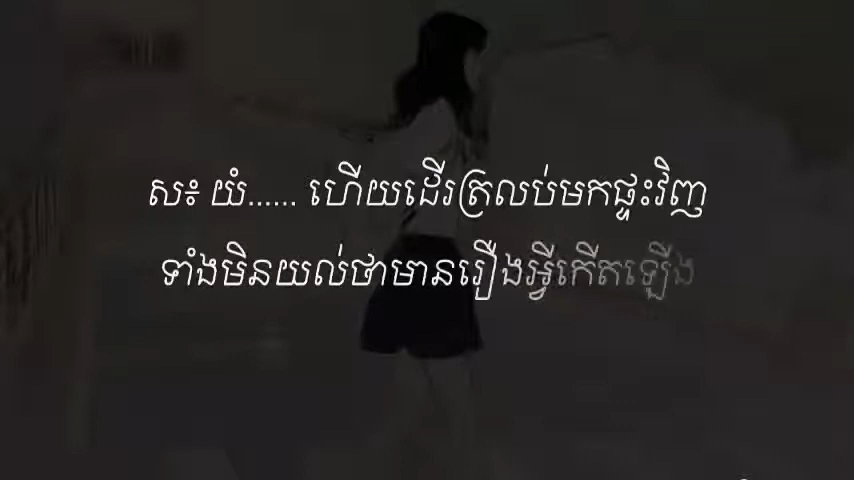 ស៖ យំ...... ហើយដើរត្រលប់មកផ្ទះវិញ
ទាំងមិនយល់ថាមានរឿងអ្វីកើតឡើង